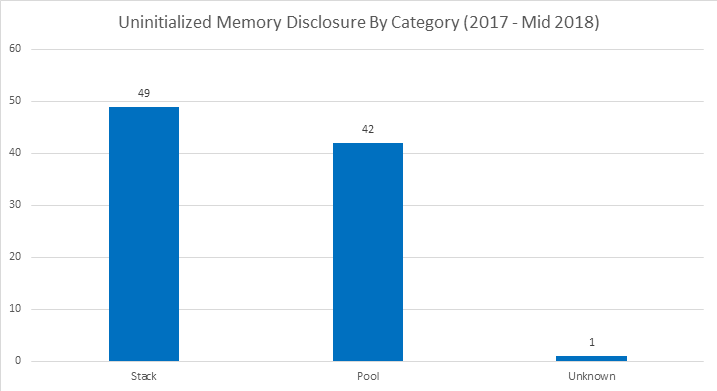 Uninitialized Memory Disclosure By Category (2017 - Mid 2018)
60
50
40
30
20
10
0
49
42
1
Stack
Pool
Unknown